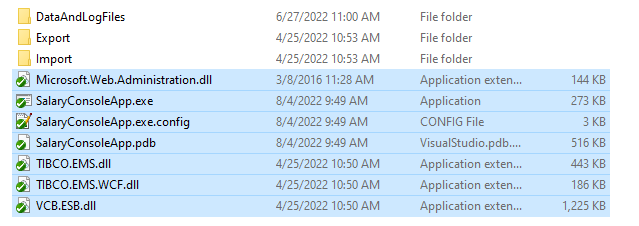 DataAndLogFiles 6/27/2022 11:00 AM File folder
Export 4/25/2022 10:53 AM File folder
Import 4/25/2022 10:53 AM File folder
Microsoft.Web.Administration.dll 3/8/2016 11:28 AM Application exten... 144 KB
SalaryConsoleApp.exe 8/4/2022 9:49 AM Application 273 KB
SalaryConsoleApp.exe.config 8/4/2022 9:49 AM CONFIG File 3 KB
SalaryConsoleApp.pdb 8/4/2022 9:49 AM VisualStudio.pdb.... 516 KB
TIBCO.EMS.dll 4/25/2022 10:50 AM Application exten... 443 KB
TIBCO.EMS.WCF.dll 4/25/2022 10:50 AM Application exten... 186 KB
VCB.ESB.dll 4/25/2022 10:50 AM Application exten... 1,225 KB